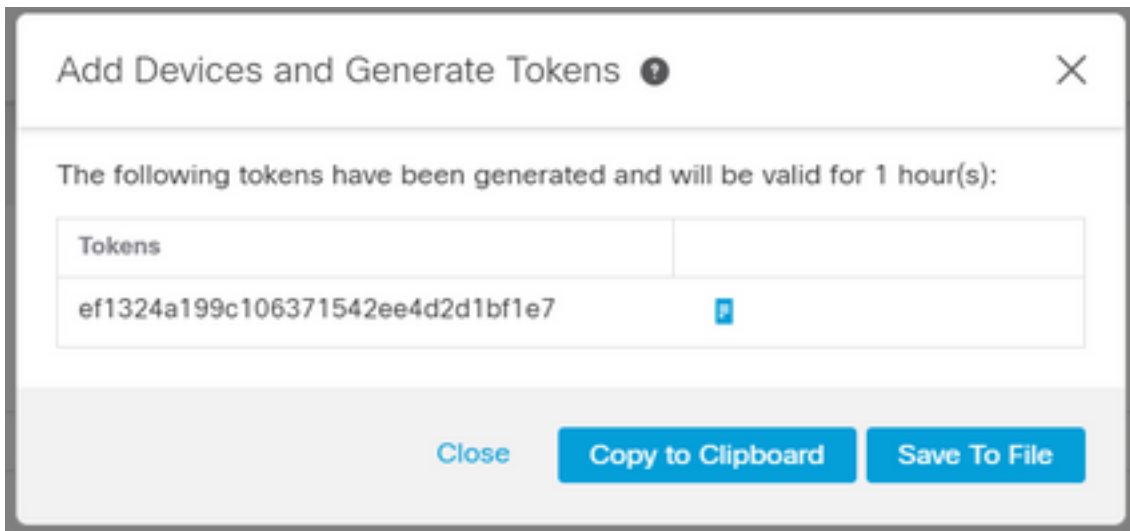 Add Devices and Generate Tokens ?
The following tokens have been generated and will be valid for 1 hour(s):
Tokens
ef1324a199c106371542ee4d2d1bf1e7
Close Copy to Clipboard Save To File